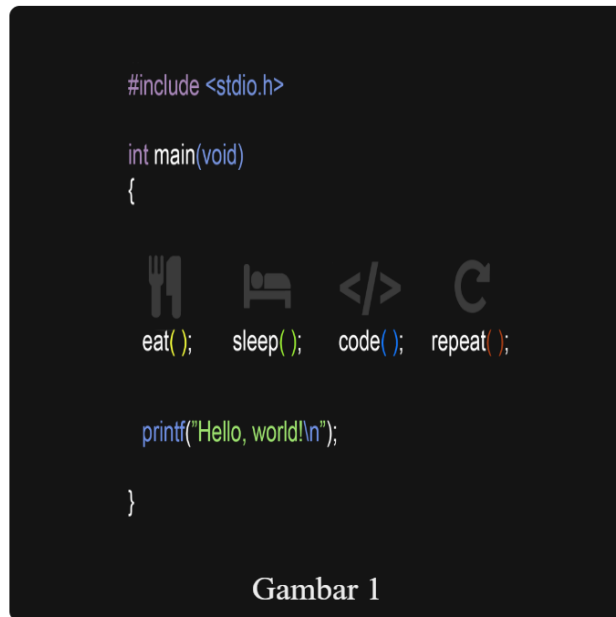 #include <stdio.h>
int main(void)
{
</>
eat( ); sleep( ); code( ); repeat( );
printf("Hello, world!\n");
}
Gambar 1